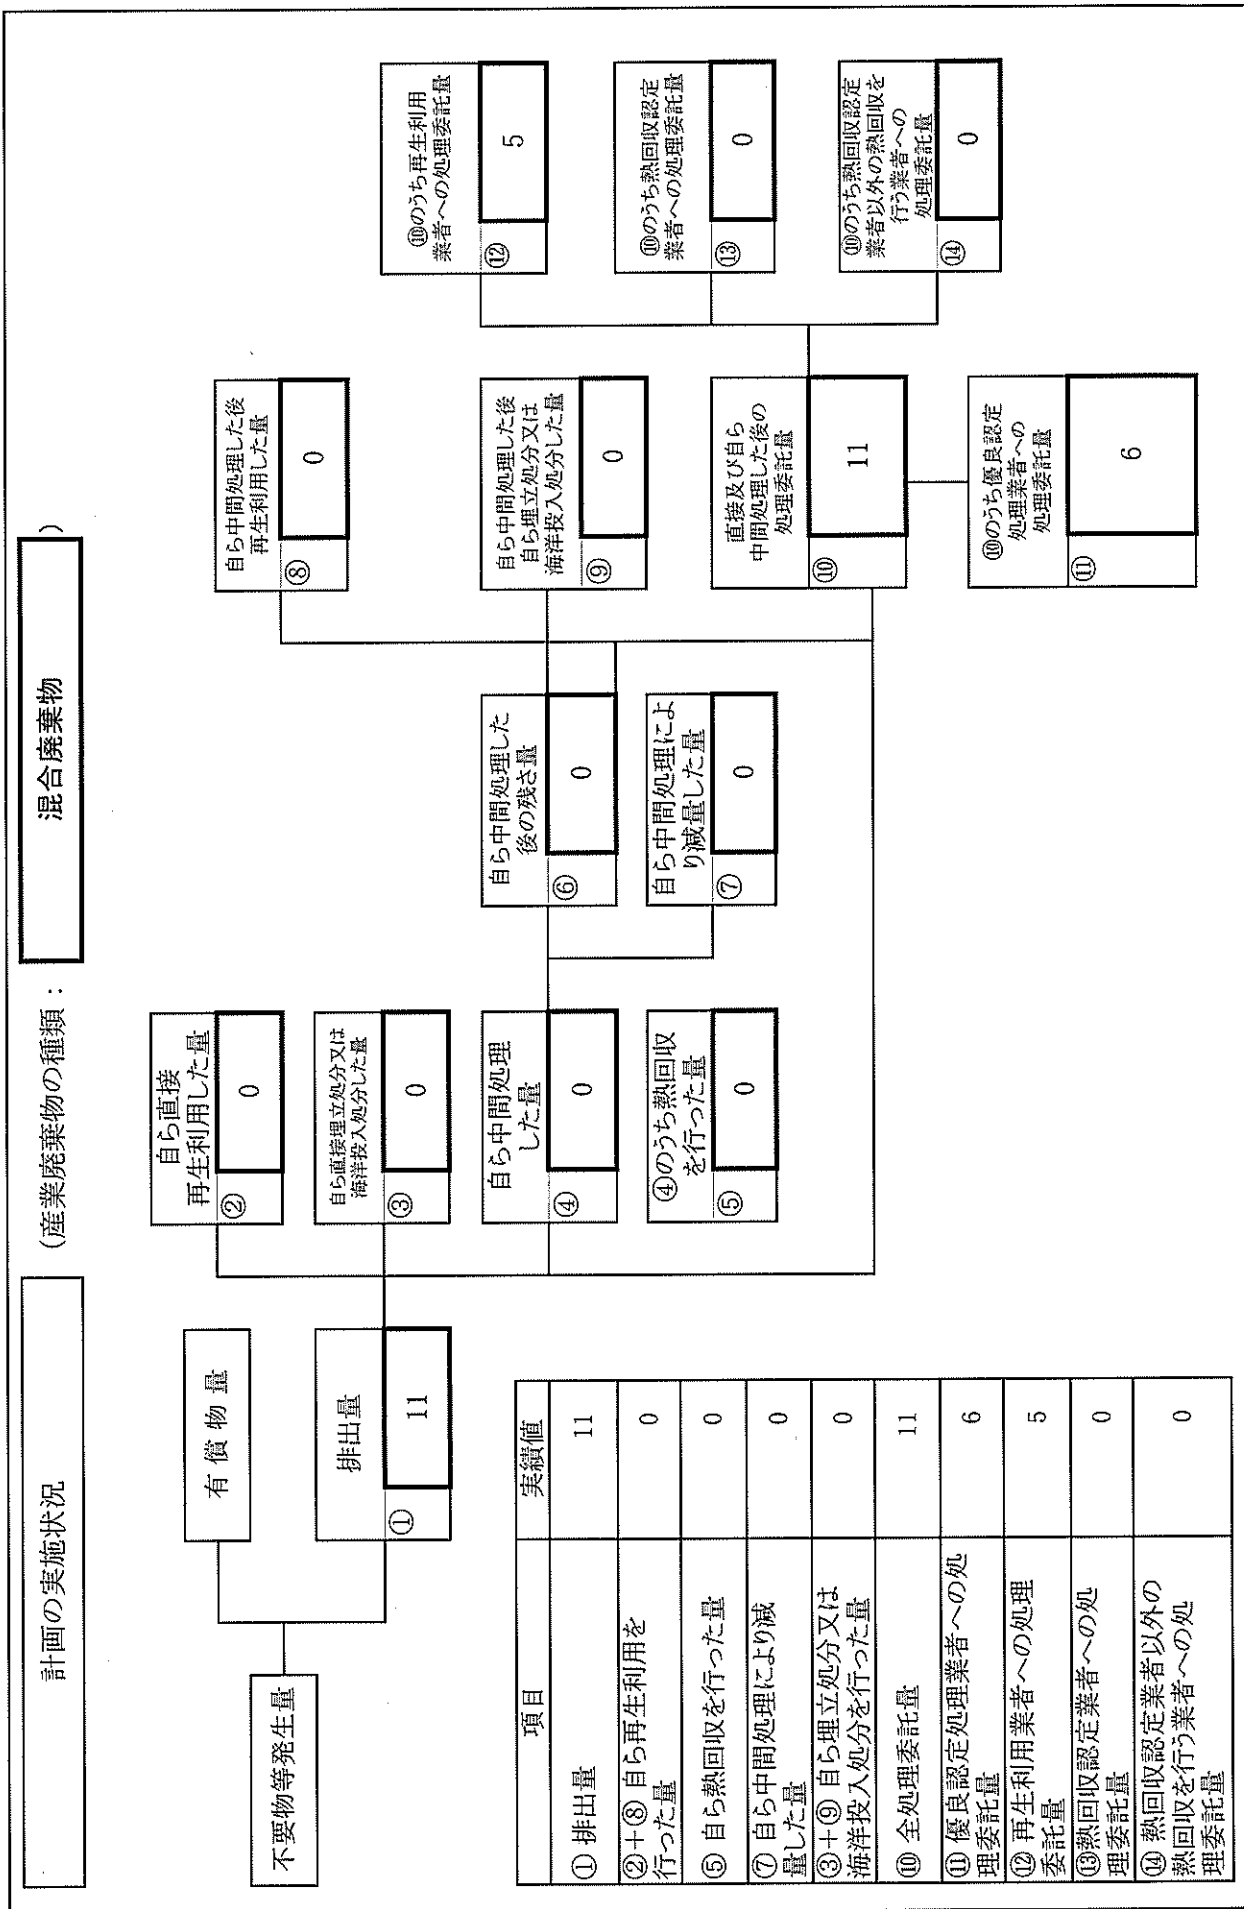 計画の実施状況
(産業廃棄物の種類：
混合廃棄物
)
不要物等発生量
有償物量
排出量
①
11
自ら直接
再生利用した量
②
0
自ら直接埋立処分又は
海洋投入処分した量
③
0
自ら中間処理
した量
④
0
④のうち熱回収
を行った量
⑤
0
自ら中間処理した
後の残さ量
⑥
0
自ら中間処理によ
り減量した量
⑦
0
自ら中間処理した後
再生利用した量
⑧
0
自ら中間処理した後
自ら埋立処分又は
海洋投入処分した量
⑨
0
直接及び自ら
中間処理した後の
処理委託量
⑩
11
⑩のうち優良認定
処理業者への
処理委託量
⑪
6
⑩のうち再生利用
業者への処理委託量
⑫
5
⑩のうち熱回収認定
業者への処理委託量
⑬
0
⑩のうち熱回収認定
業者以外の熱回収を
行う業者への
処理委託量
⑭
0
項目 実績値
① 排出量 11
②＋⑧ 自ら再生利用を
行った量 0
⑤ 自ら熱回収を行った量 0
⑦ 自ら中間処理により減
量した量 0
③＋⑨ 自ら埋立処分又は
海洋投入処分を行った量 0
⑩ 全処理委託量 11
⑪ 優良認定処理業者への処
理委託量 6
⑫ 再生利用業者への処理
委託量 5
⑬熱回収認定業者への処
理委託量 0
⑭ 熱回収認定業者以外の
熱回収を行う業者への処
理委託量 0